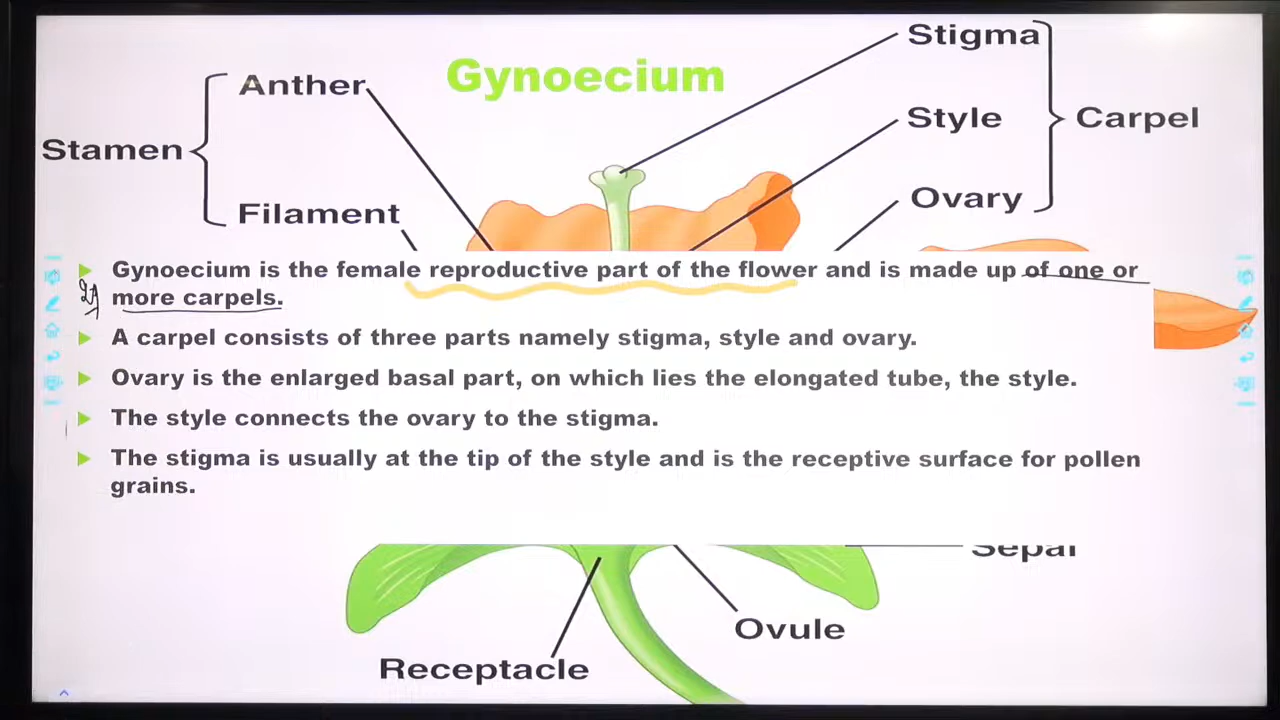 Stigma
Gynoecium
Anther
Style
Carpel
Stamen
Ovary
Filament
Gynoecium is the female reproductive part of the flower and is made up of one or
more carpels.
A carpel consists of three parts namely stigma, style and ovary.
Ovary is the enlarged basal part, on which lies the elongated tube, the style.
The style connects the ovary to the stigma.
The stigma is usually at the tip of the style and is the receptive surface for pollen
grains.
Sepal
Ovule
Receptacle